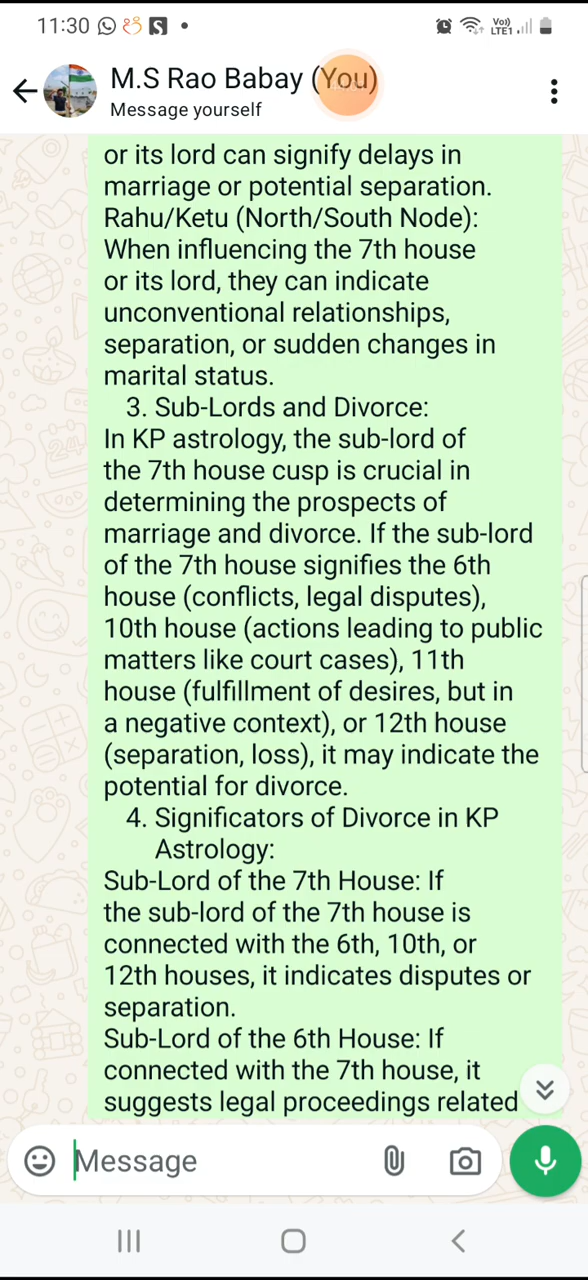 11:30
Vo))
LTE1
M.S Rao Babay (You)
Message yourself
or its lord can signify delays in
marriage or potential separation.
Rahu/Ketu (North/South Node):
When influencing the 7th house
or its lord, they can indicate
unconventional relationships,
separation, or sudden changes in
marital status.
3. Sub-Lords and Divorce:
In KP astrology, the sub-lord of
the 7th house cusp is crucial in
determining the prospects of
marriage and divorce. If the sub-lord
of the 7th house signifies the 6th
house (conflicts, legal disputes),
10th house (actions leading to public
matters like court cases), 11th
house (fulfillment of desires, but in
a negative context), or 12th house
(separation, loss), it may indicate the
potential for divorce.
4. Significators of Divorce in KP
Astrology:
Sub-Lord of the 7th House: If
the sub-lord of the 7th house is
connected with the 6th, 10th, or
12th houses, it indicates disputes or
separation.
Sub-Lord of the 6th House: If
connected with the 7th house, it
suggests legal proceedings related
Message